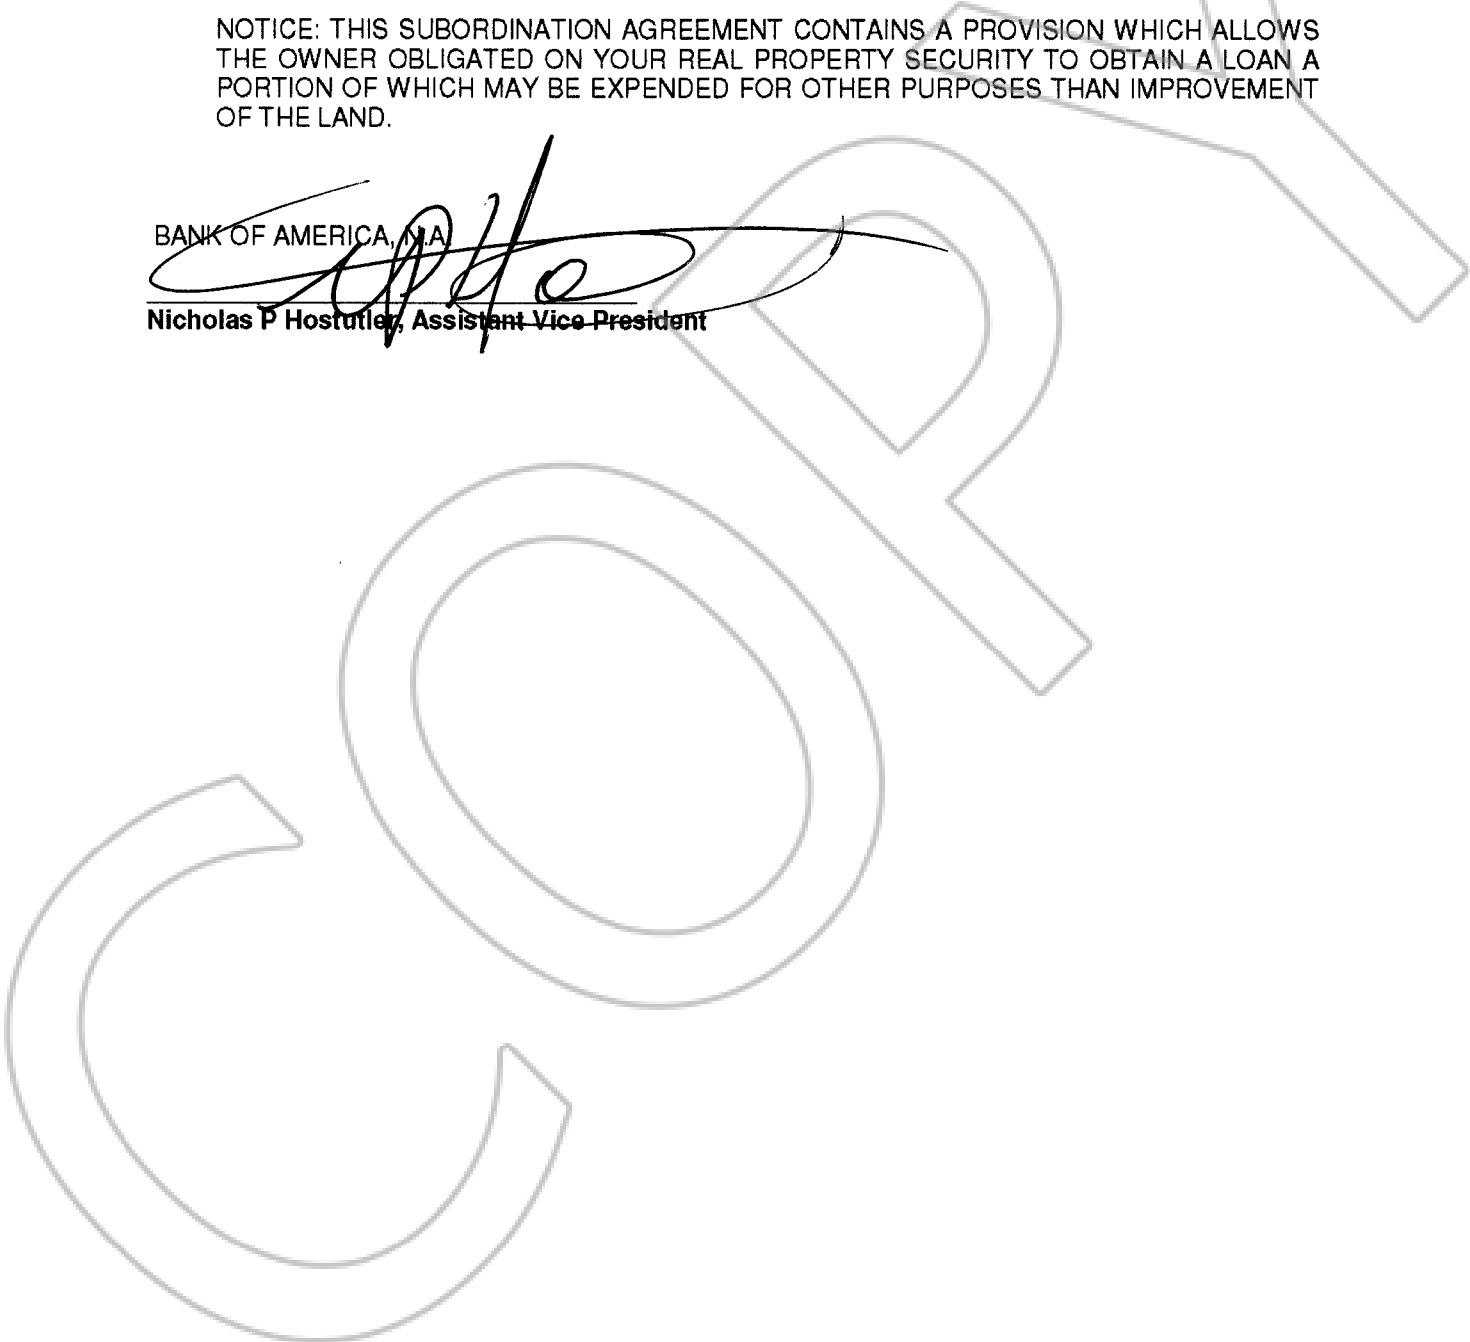 NOTICE: THIS SUBORDINATION AGREEMENT CONTAINS A PROVISION WHICH ALLOWS
THE OWNER OBLIGATED ON YOUR REAL PROPERTY SECURITY TO OBTAIN A LOAN A
PORTION OF WHICH MAY BE EXPENDED FOR OTHER PURPOSES THAN IMPROVEMENT
OF THE LAND.
BANK OF AMERICA, N.A.
Nicholas P Hostutler, Assistant Vice President
COPY